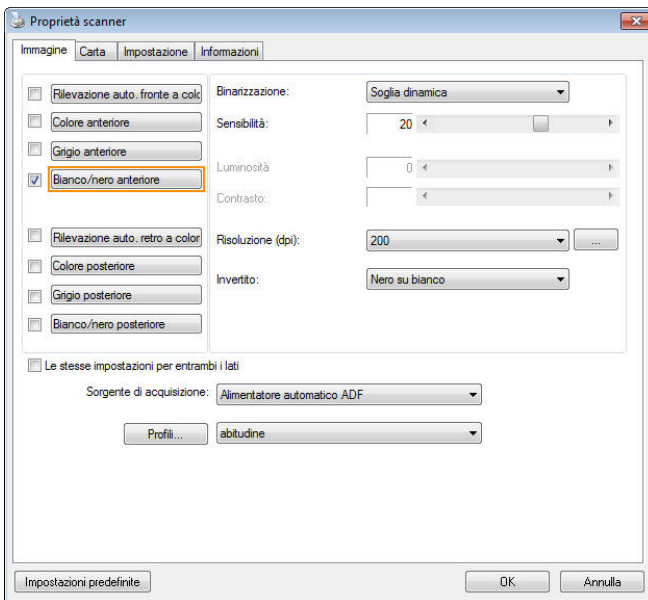 Proprietà scanner
Immagine Carta Impostazione Informazioni
Rilevazione auto. fronte a colo Binarizzazione: Soglia dinamica
Colore anteriore Sensibilità: 20
Grigio anteriore
Luminosità 0
Bianco/nero anteriore
Contrasto:
Rilevazione auto. retro a color Risoluzione (dpi): 200 ...
Colore posteriore
Invertito: Nero su bianco
Grigio posteriore
Bianco/nero posteriore
Le stesse impostazioni per entrambi i lati
Sorgente di acquisizione: Alimentatore automatico ADF
Profili... abitudine
Impostazioni predefinite OK Annulla